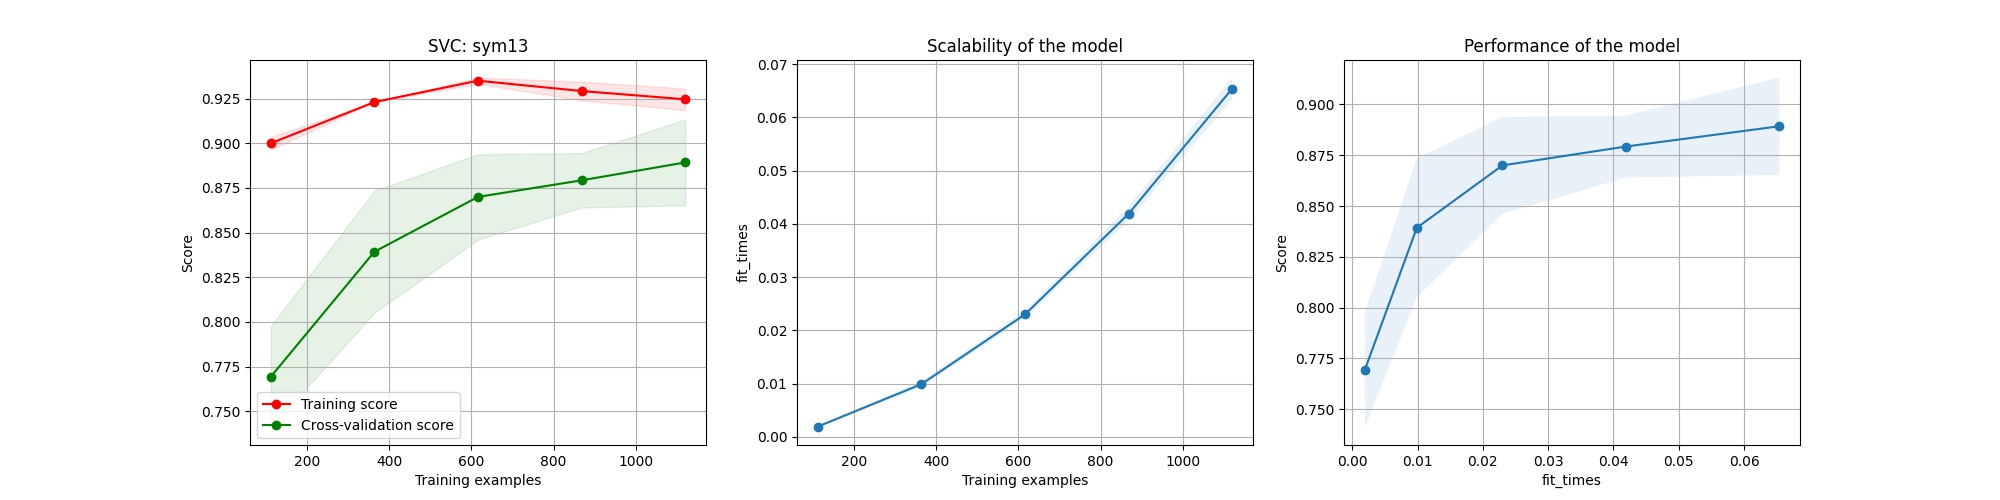 SVC: sym13
Score
0.925
0.900
0.875
0.850
0.825
0.800
0.775
0.750
Training score
Cross-validation score
200 400 600 800 1000
Training examples
Scalability of the model
fit_times
0.07
0.06
0.05
0.04
0.03
0.02
0.01
0.00
200 400 600 800 1000
Training examples
Performance of the model
Score
0.900
0.875
0.850
0.825
0.800
0.775
0.750
0.00 0.01 0.02 0.03 0.04 0.05 0.06
fit_times